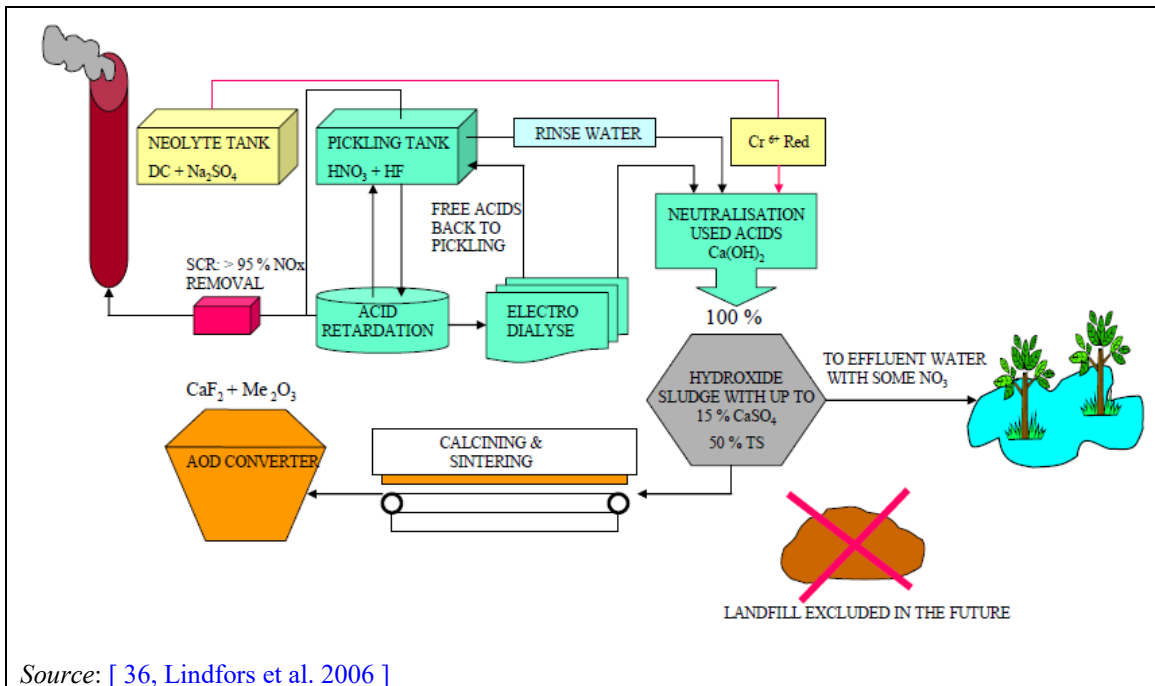 NEOLYTE TANK
DC + Na₂SO₄
PICKLING TANK
HNO₃ + HF
RINSE WATER
Cr ⁶⁺ Red
FREE ACIDS
BACK TO
PICKLING
NEUTRALISATION
USED ACIDS
Ca(OH)₂
SCR: > 95 % NOx
REMOVAL
ACID
RETARDATION
ELECTRO
DIALYSE
100 %
TO EFFLUENT WATER
WITH SOME NO₃
HYDROXIDE
SLUDGE WITH UP TO
15 % CaSO₄
50 % TS
CaF₂ + Me ₂O₃
AOD CONVERTER
CALCINING &
SINTERING
LANDFILL EXCLUDED IN THE FUTURE
Source: [ 36, Lindfors et al. 2006 ]